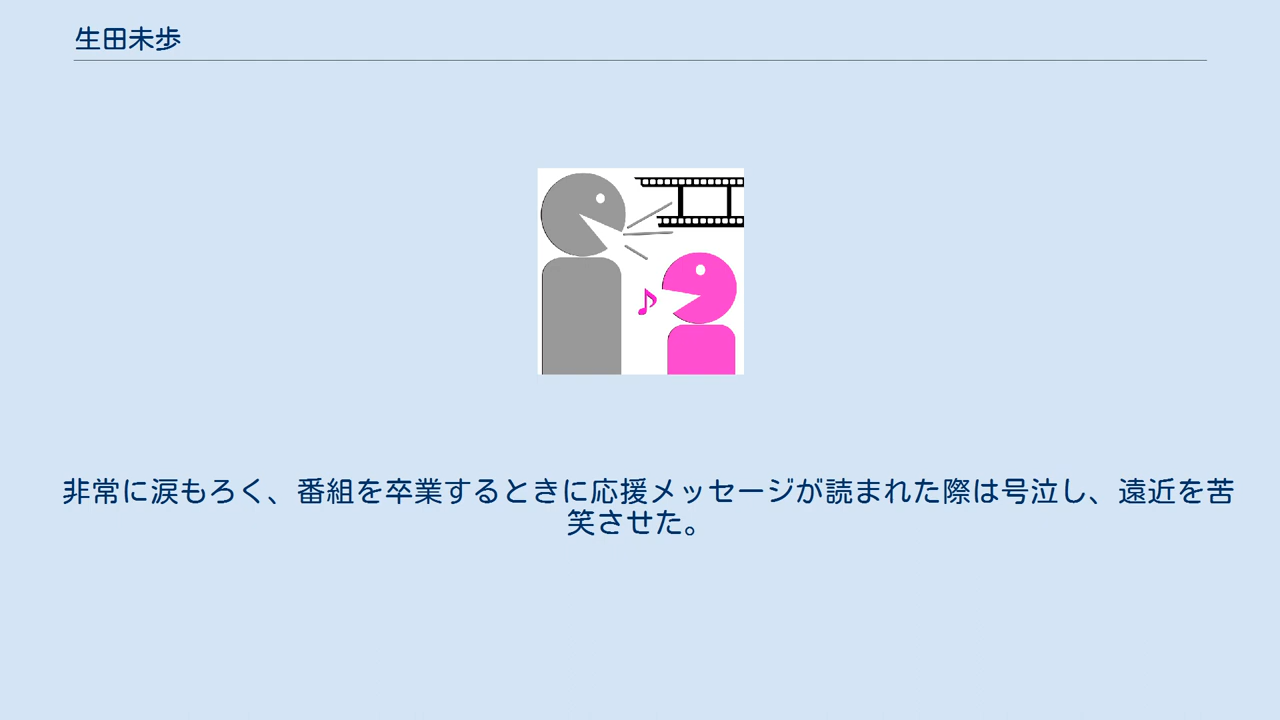 生田未歩
非常に涙もろく、番組を卒業するときに応援メッセージが読まれた際は号泣し、遠近を苦
笑させた。